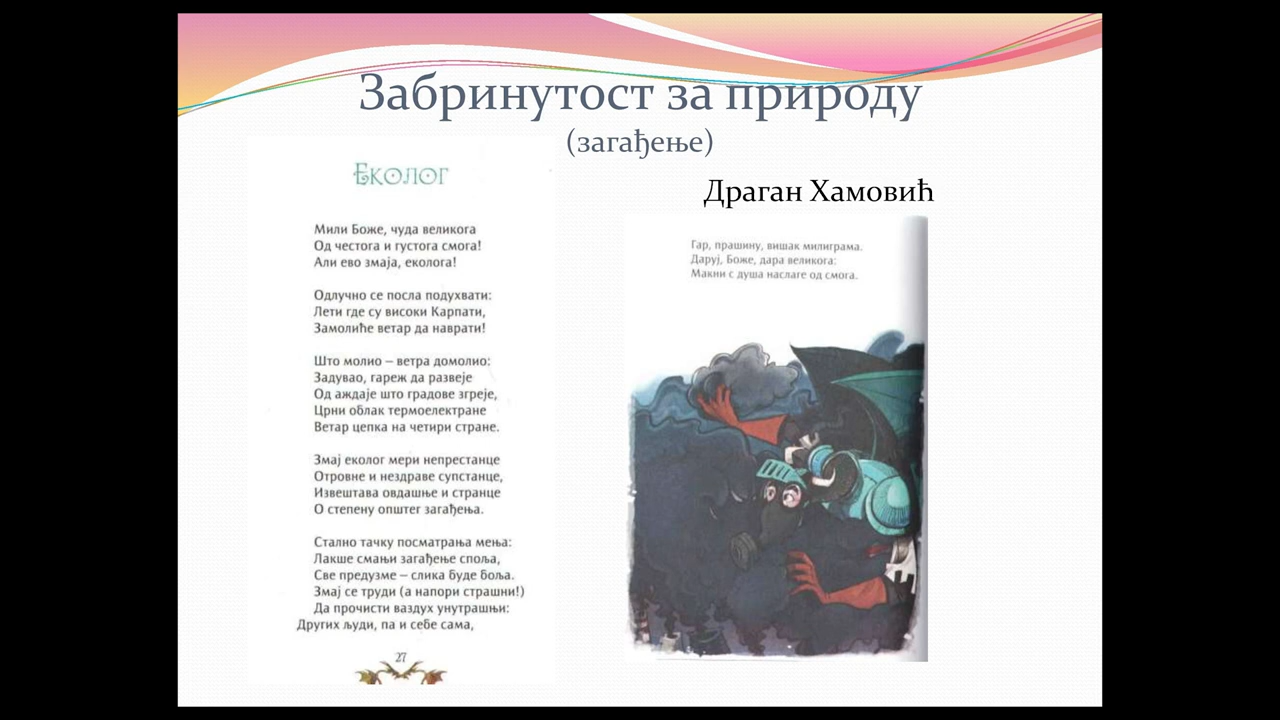 Забринутост за природу
(загађење)
Еколог
Мили Боже, чуда великога
Од честога и густога смога!
Али ево змаја, еколога!
Одлучно се посла подухвати:
Лети где су високи Карпати,
Замолиће ветар да наврати!
Што молио – ветра домолио:
Задувао, гареж да развеје
Од аждаје што градове згреје,
Црни облак термоелектране
Ветар цепка на четири стране.
Змај еколог мери непрестанце
Отровне и нездраве супстанце,
Извештава овдашње и странце
О степену општег загађења.
Стално тачку посматрања мења:
Лакше смањи загађење споља,
Све предузме – слика буде боља.
Змај се труди (а напори страшни!)
Да прочисти ваздух унутрашњи:
Других људи, па и себе сама,
27
Драган Хамовић
Гар, прашину, вишак милиграма.
Даруј, Боже, дара великога:
Макни с душа наслаге од смога.